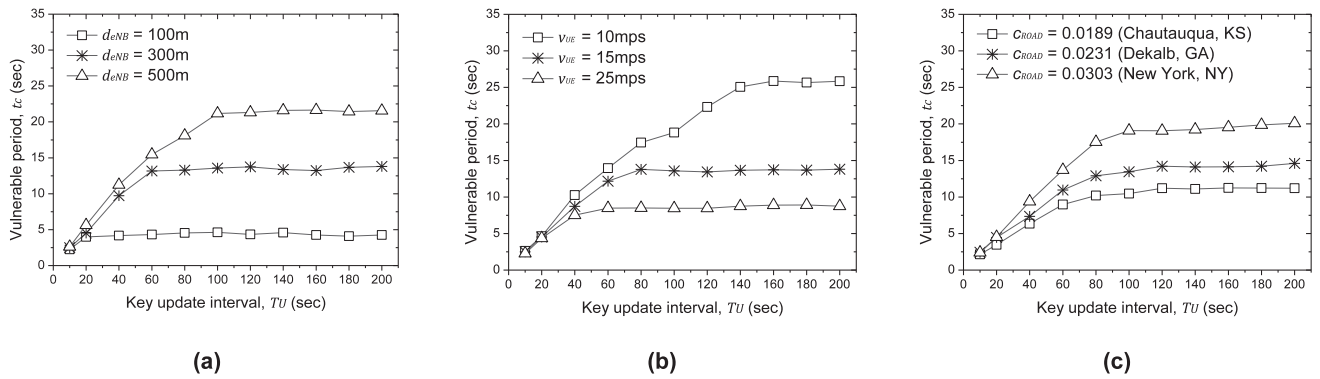 35
30
25
20
15
10
5
0
Vulnerable period, tc (sec)
deNB = 100m
deNB = 300m
deNB = 500m
0 20 40 60 80 100 120 140 160 180 200
Key update interval, TU (sec)
(a)
35
30
25
20
15
10
5
0
Vulnerable period, tc (sec)
vUE = 10mps
vUE = 15mps
vUE = 25mps
0 20 40 60 80 100 120 140 160 180 200
Key update interval, TU (sec)
(b)
35
30
25
20
15
10
5
0
Vulnerable period, tc (sec)
cROAD = 0.0189 (Chautauqua, KS)
cROAD = 0.0231 (Dekalb, GA)
cROAD = 0.0303 (New York, NY)
0 20 40 60 80 100 120 140 160 180 200
Key update interval, TU (sec)
(c)